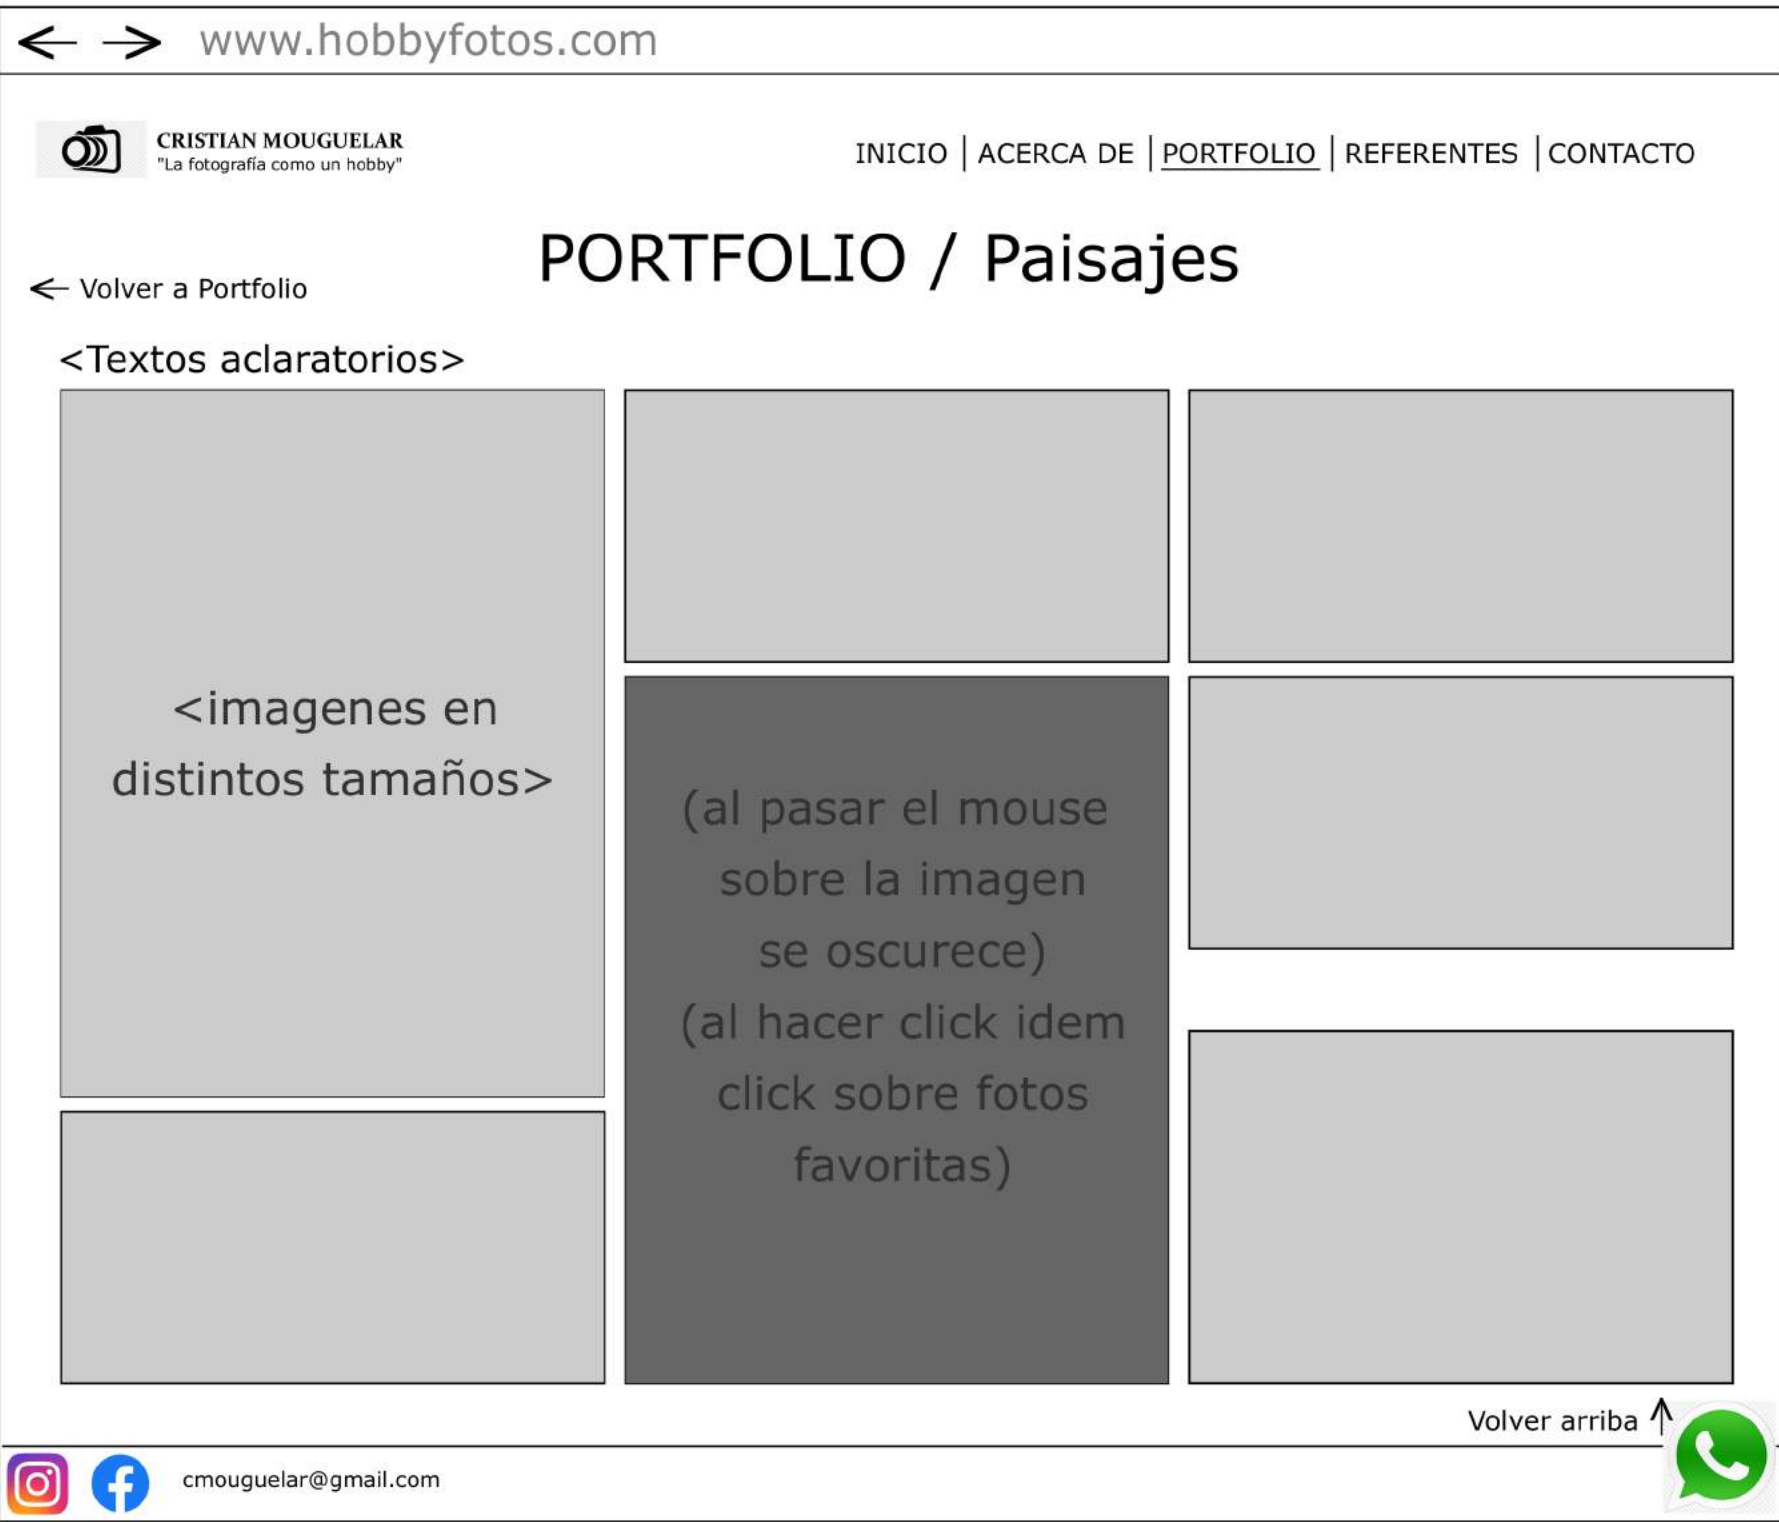 www.hobbyfotos.com
CRISTIAN MOUGUELAR
"La fotografía como un hobby"
INICIO | ACERCA DE | PORTFOLIO | REFERENTES | CONTACTO
PORTFOLIO / Paisajes
Volver a Portfolio
<Textos aclaratorios>
<imagenes en
distintos tamaños>
(al pasar el mouse
sobre la imagen
se oscurece)
(al hacer click idem
click sobre fotos
favoritas)
Volver arriba
cmouguelar@gmail.com